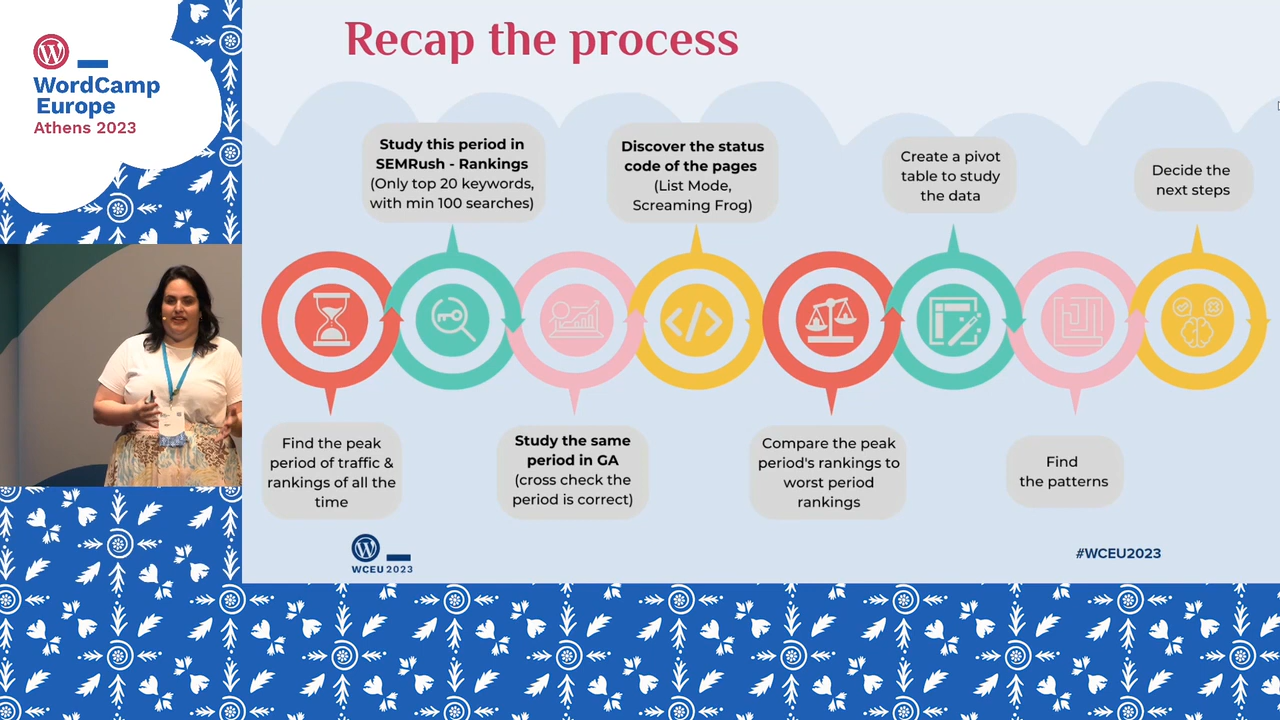 WordCamp
Europe
Athens 2023
Recap the process
Study this period in
SEMRush - Rankings
(Only top 20 keywords,
with min 100 searches)
Discover the status
code of the pages
(List Mode,
Screaming Frog)
Create a pivot
table to study
the data
Decide the
next steps
Find the peak
period of traffic &
rankings of all the
time
Study the same
period in GA
(cross check the
period is correct)
Compare the peak
period's rankings to
worst period
rankings
Find
the patterns
WCEU 2023
#WCEU2023